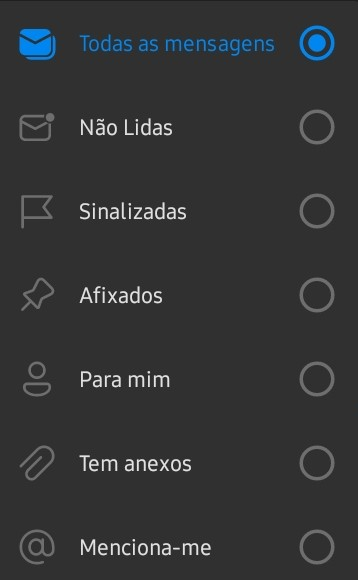 Todas as mensagens
Não Lidas
Sinalizadas
Afixados
Para mim
Tem anexos
Menciona-me